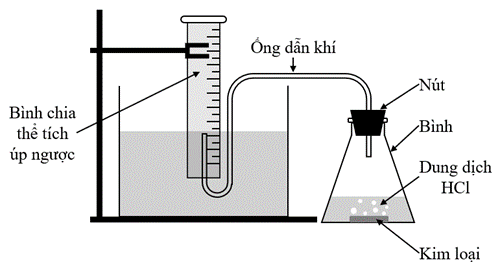 Ống dẫn khí
Bình chia
thể tích
úp ngược
Nút
Bình
Dung dịch
HCl
Kim loại